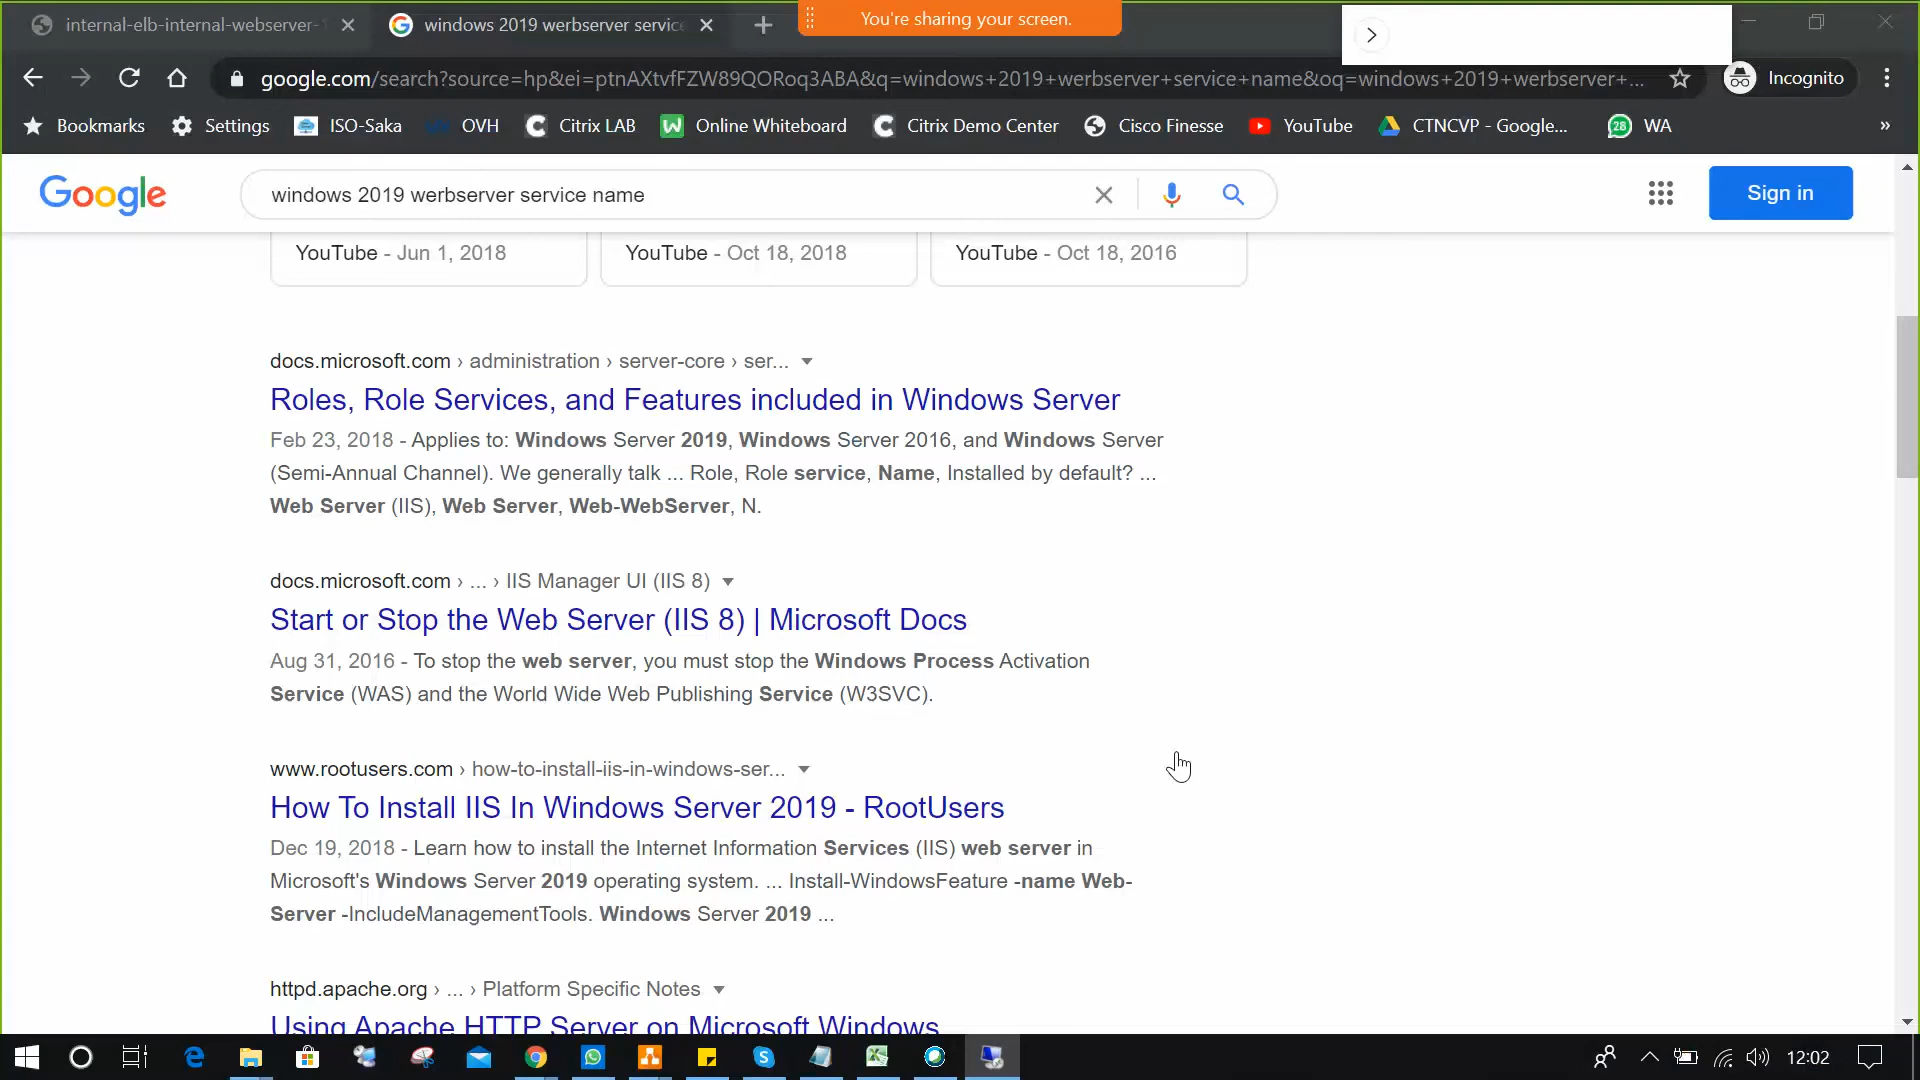 internal-elb-internal-webserver-
windows 2019 werbserver service
You're sharing your screen.
google.com/search?source=hp&ei=ptnAXtvfFZW89QORoq3ABA&q=windows+2019+werbserver+service+name&oq=windows+2019+werbserver+...
Incognito
Bookmarks
Settings
ISO-Saka
OVH
Citrix LAB
Online Whiteboard
Citrix Demo Center
Cisco Finesse
YouTube
CTNCVP - Google...
28
WA
»
Google
windows 2019 werbserver service name
Sign in
YouTube - Jun 1, 2018
YouTube - Oct 18, 2018
YouTube - Oct 18, 2016
docs.microsoft.com › administration › server-core › ser...
Roles, Role Services, and Features included in Windows Server
Feb 23, 2018 - Applies to: Windows Server 2019, Windows Server 2016, and Windows Server
(Semi-Annual Channel). We generally talk ... Role, Role service, Name, Installed by default? ...
Web Server (IIS), Web Server, Web-WebServer, N.
docs.microsoft.com › ... › IIS Manager UI (IIS 8)
Start or Stop the Web Server (IIS 8) | Microsoft Docs
Aug 31, 2016 - To stop the web server, you must stop the Windows Process Activation
Service (WAS) and the World Wide Web Publishing Service (W3SVC).
www.rootusers.com › how-to-install-iis-in-windows-ser...
How To Install IIS In Windows Server 2019 - RootUsers
Dec 19, 2018 - Learn how to install the Internet Information Services (IIS) web server in
Microsoft's Windows Server 2019 operating system. ... Install-WindowsFeature -name Web-
Server -IncludeManagementTools. Windows Server 2019 ...
httpd.apache.org › ... › Platform Specific Notes
Using Apache HTTP Server on Microsoft Windows
12:02